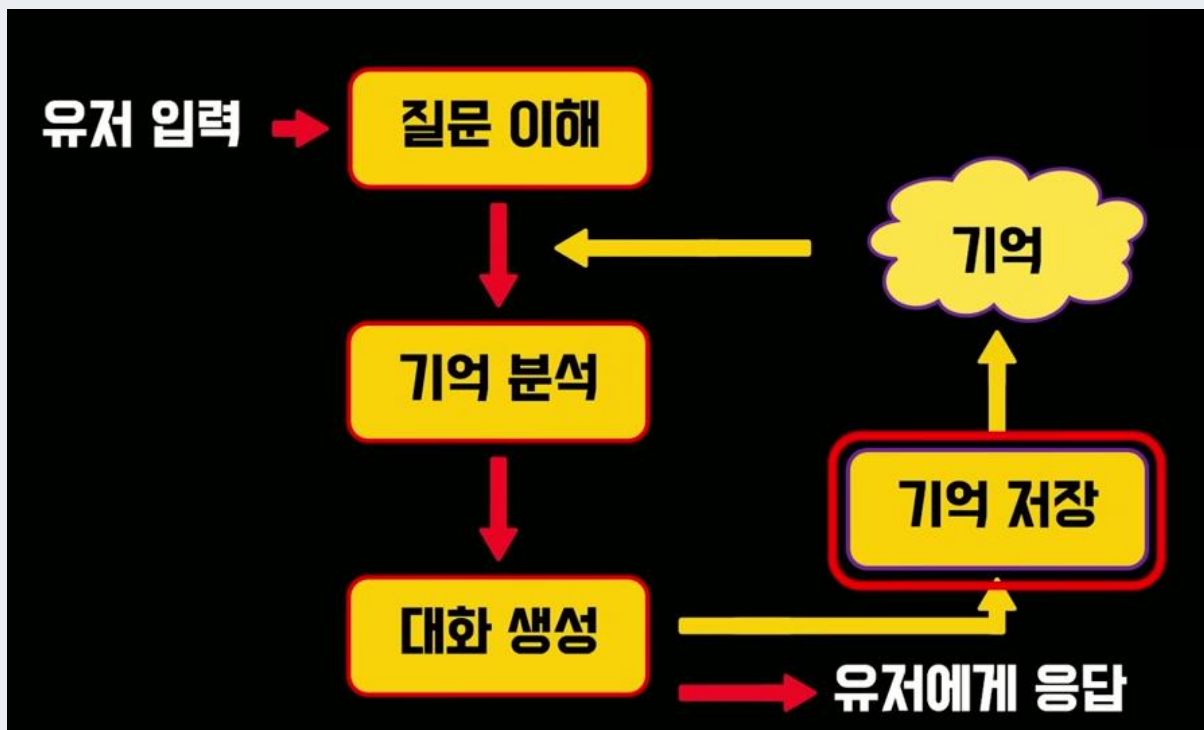 유저 입력
질문 이해
기억
기억 분석
기억 저장
대화 생성
유저에게 응답